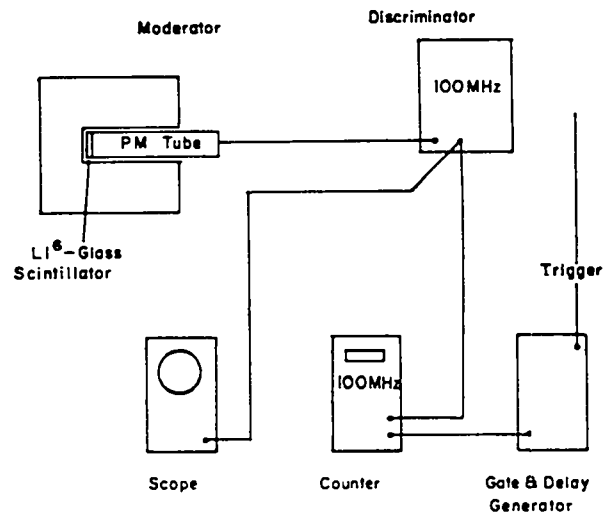 Moderator
Discriminator
100MHz
PM Tube
LI⁶-Glass
Scintillator
Trigger
100MHz
Scope
Counter
Gate & Delay
Generator